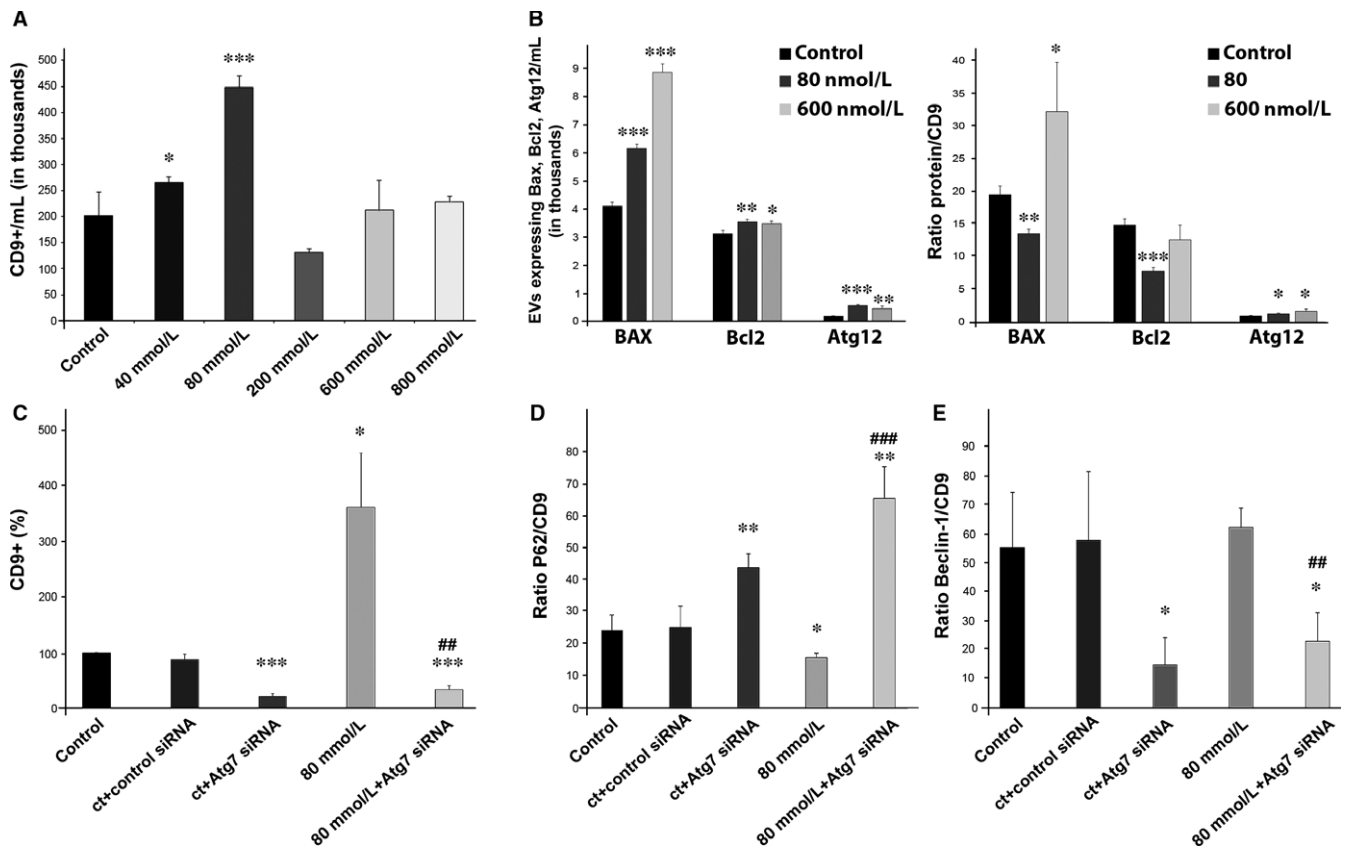 A
CD9+/mL (in thousands)
500
450
400
350
300
250
200
150
100
50
0
*
***
Control
40 mmol/L
80 mmol/L
200 mmol/L
600 mmol/L
800 mmol/L
B
EVs expressing Bax, Bcl2, Atg12/mL
(in thousands)
9
8
7
6
5
4
3
2
1
0
***
***
**
*
***
**
Control
80 nmol/L
600 nmol/L
BAX
Bcl2
Atg12
Ratio protein/CD9
40
35
30
25
20
15
10
5
0
**
*
***
*
*
Control
80
600 nmol/L
BAX
Bcl2
Atg12
C
CD9+ (%)
500
400
300
200
100
0
***
*
##
***
Control
ct+control siRNA
ct+Atg7 siRNA
80 mmol/L
80 mmol/L+Atg7 siRNA
D
Ratio P62/CD9
80
70
60
50
40
30
20
10
0
**
*
###
**
Control
ct+control siRNA
ct+Atg7 siRNA
80 mmol/L
80 mmol/L+Atg7 siRNA
E
Ratio Beclin-1/CD9
90
80
70
60
50
40
30
20
10
0
*
##
*
Control
ct+control siRNA
ct+Atg7 siRNA
80 mmol/L
80 mmol/L+Atg7 siRNA